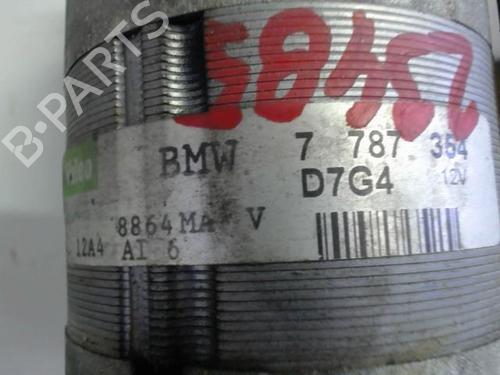 58452
BMW 7 787 354
D7G4 12V
8864MA V
12A4 AI 6
B-PARTS